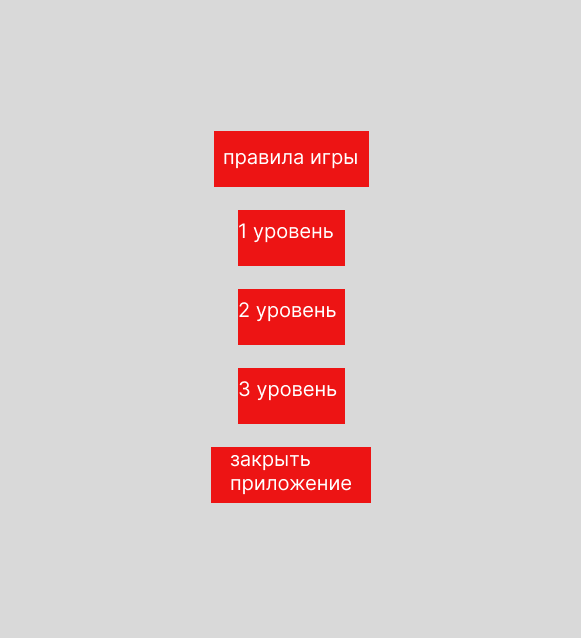 правила игры
1 уровень
2 уровень
3 уровень
закрыть
приложение